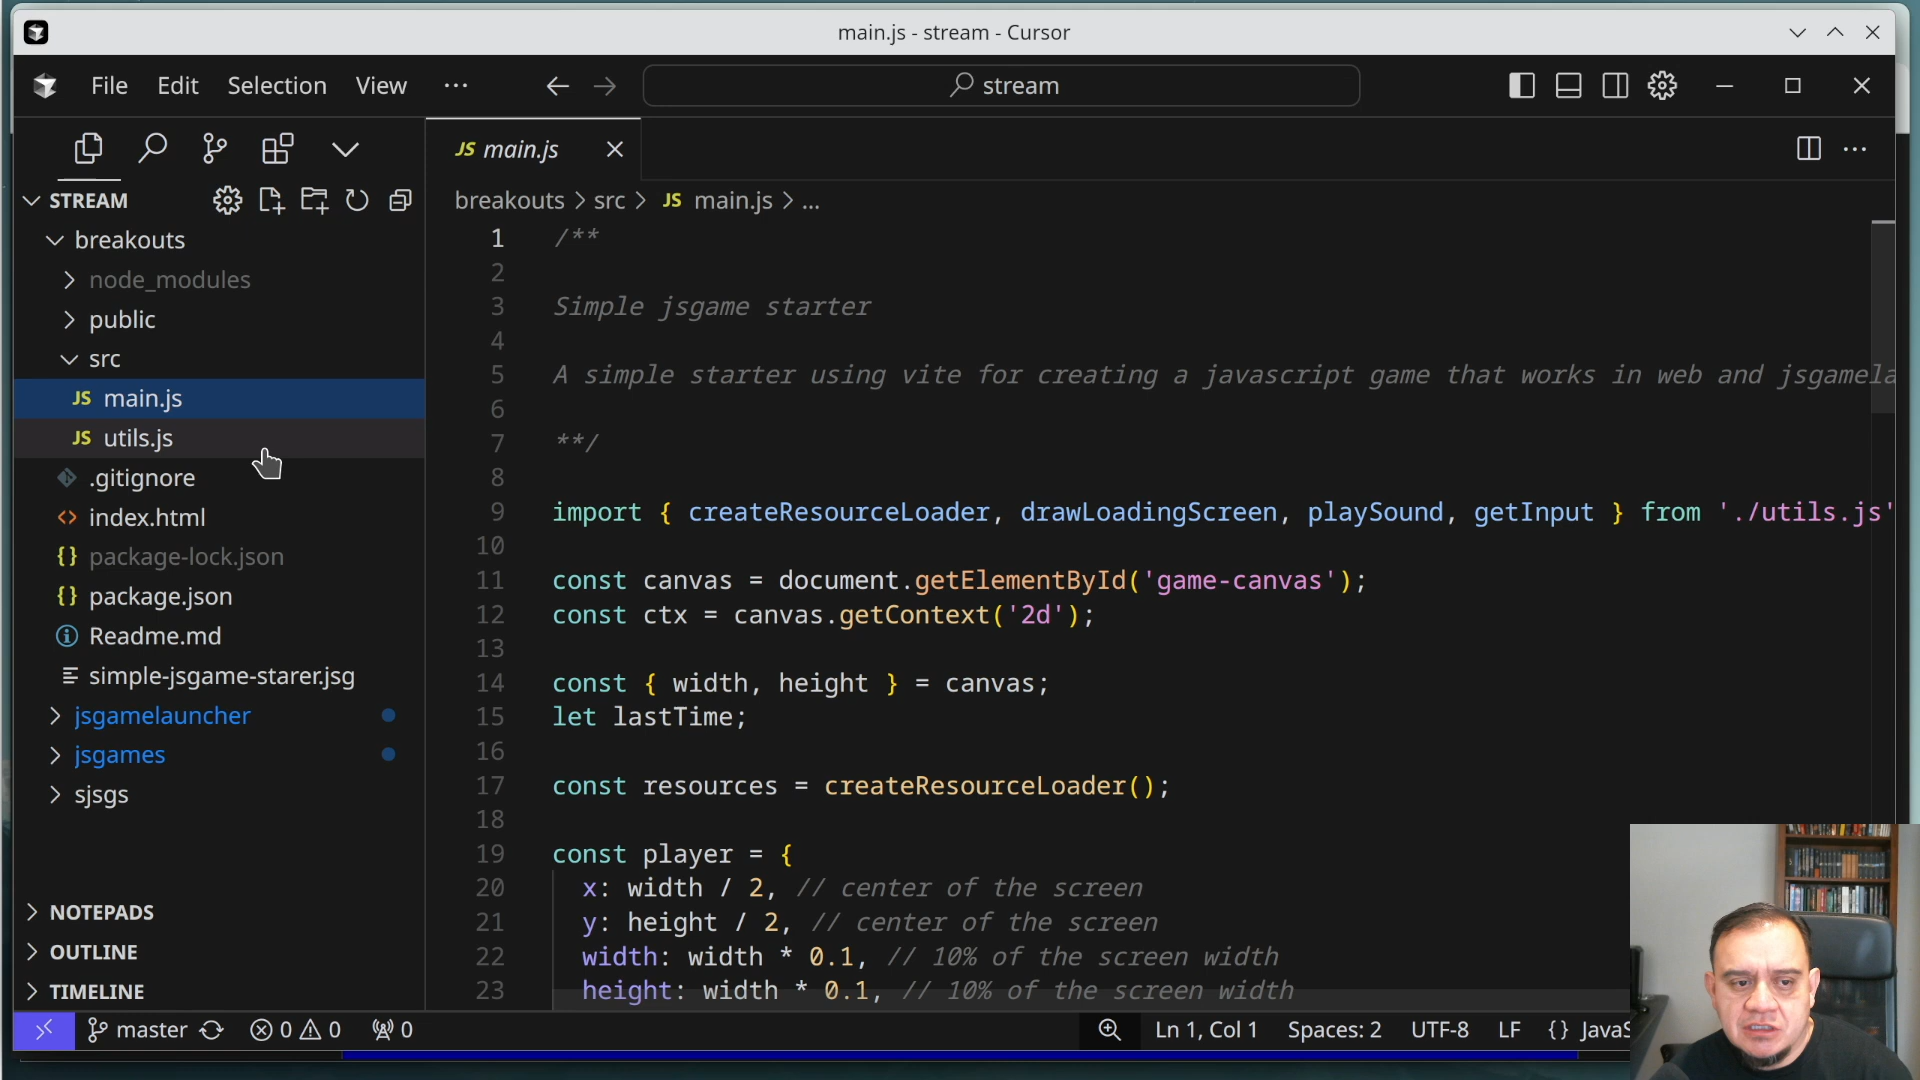 main.js - stream - Cursor
File Edit Selection View ... stream
STREAM
breakouts
node_modules
public
src
JS main.js
JS utils.js
.gitignore
<> index.html
{} package-lock.json
{} package.json
Readme.md
simple-jsgame-starer.jsg
jsgamelauncher
jsgames
sjsgs
NOTEPADS
OUTLINE
TIMELINE
JS main.js
breakouts > src > JS main.js > ...
1 /**
2
3 Simple jsgame starter
4
5 A simple starter using vite for creating a javascript game that works in web and jsgamela
6
7 **/
8
9 import { createResourceLoader, drawLoadingScreen, playSound, getInput } from './utils.js'
10
11 const canvas = document.getElementById('game-canvas');
12 const ctx = canvas.getContext('2d');
13
14 const { width, height } = canvas;
15 let lastTime;
16
17 const resources = createResourceLoader();
18
19 const player = {
20 x: width / 2, // center of the screen
21 y: height / 2, // center of the screen
22 width: width * 0.1, // 10% of the screen width
23 height: width * 0.1, // 10% of the screen width
master 0 0 0 Ln 1, Col 1 Spaces: 2 UTF-8 LF {} JavaS